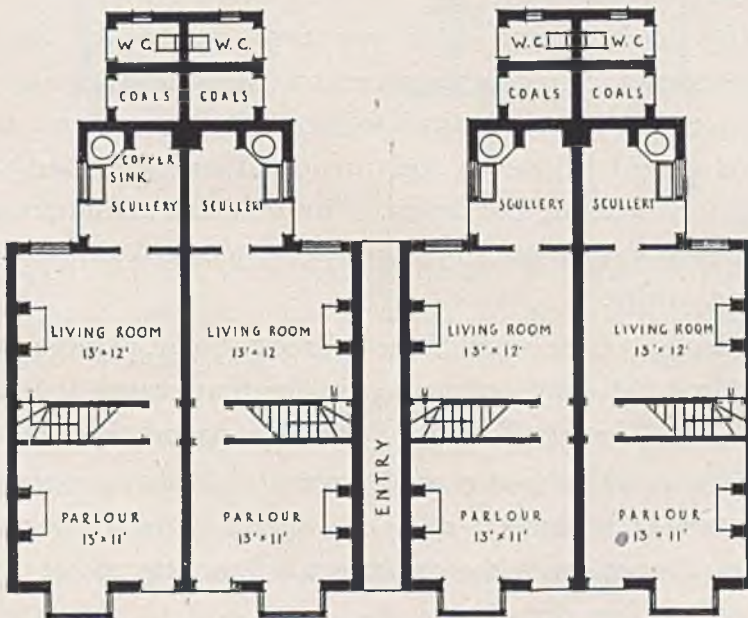 W.C. W.C. W.C. W.C
COALS COALS COALS COALS
COPPER
SINK
SCULLERY SCULLERY SCULLERY SCULLERY
LIVING ROOM
13' × 12'
LIVING ROOM
13' × 12
LIVING ROOM
13' × 12'
LIVING ROOM
13' × 12'
U U U U
ENTRY
PARLOUR
13' × 11'
PARLOUR
13' × 11'
PARLOUR
13' × 11'
PARLOUR
13 × 11'